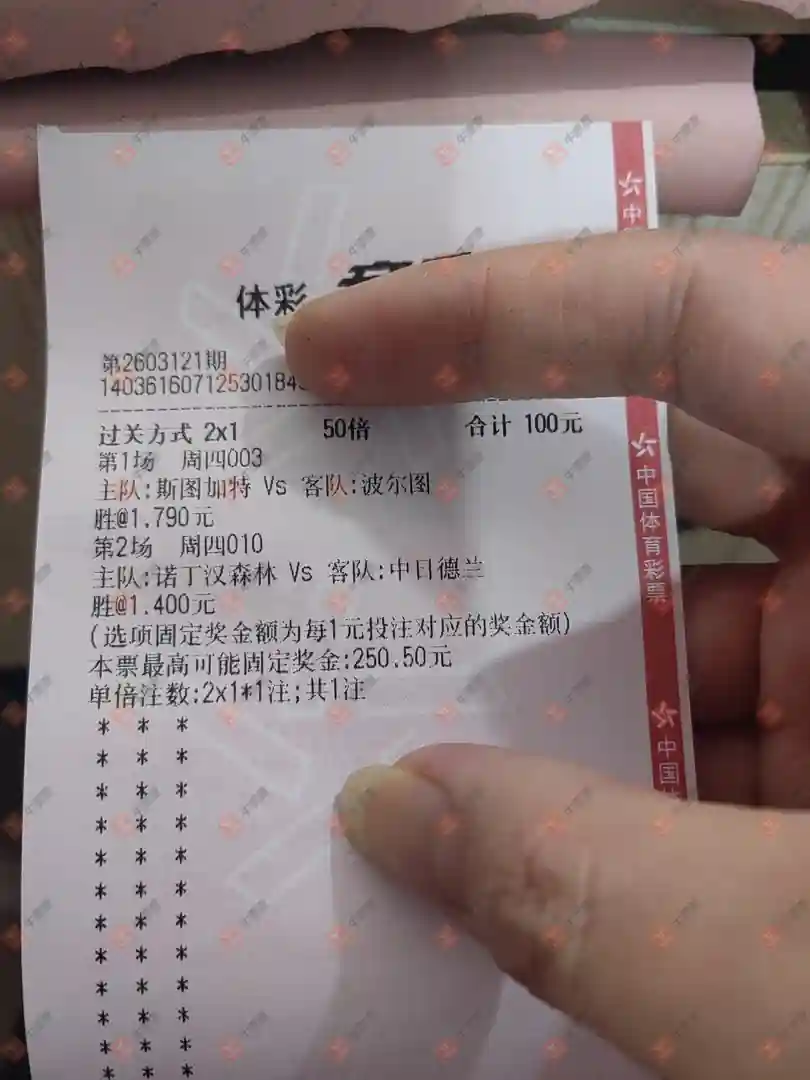 体彩
第2603121期
14036160712530184
过关方式 2x1 50倍 合计 100元
第1场 周四003
主队:斯图加特 Vs 客队:波尔图
胜@1.790元
第2场 周四010
主队:诺丁汉森林 Vs 客队:中日德兰
胜@1.400元
(选项固定奖金额为每1元投注对应的奖金额)
本票最高可能固定奖金:250.50元
单倍注数:2x1*1注;共1注
* * *
* * *
* * *
* * *
* * *
* * *
* * *
* * *
* * *
* * *
* * *
* * *
中
中国体育彩票
中国